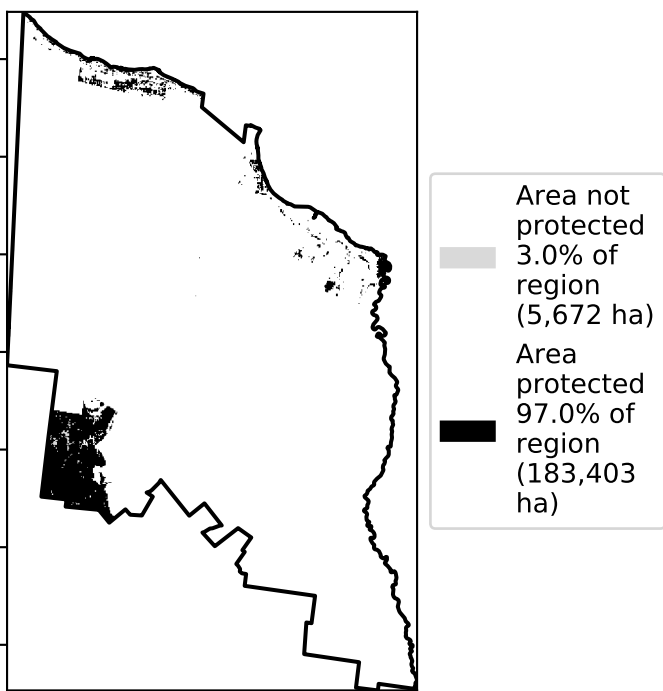 Area not
protected
3.0% of
region
(5,672 ha)
Area
protected
97.0% of
region
(183,403
ha)